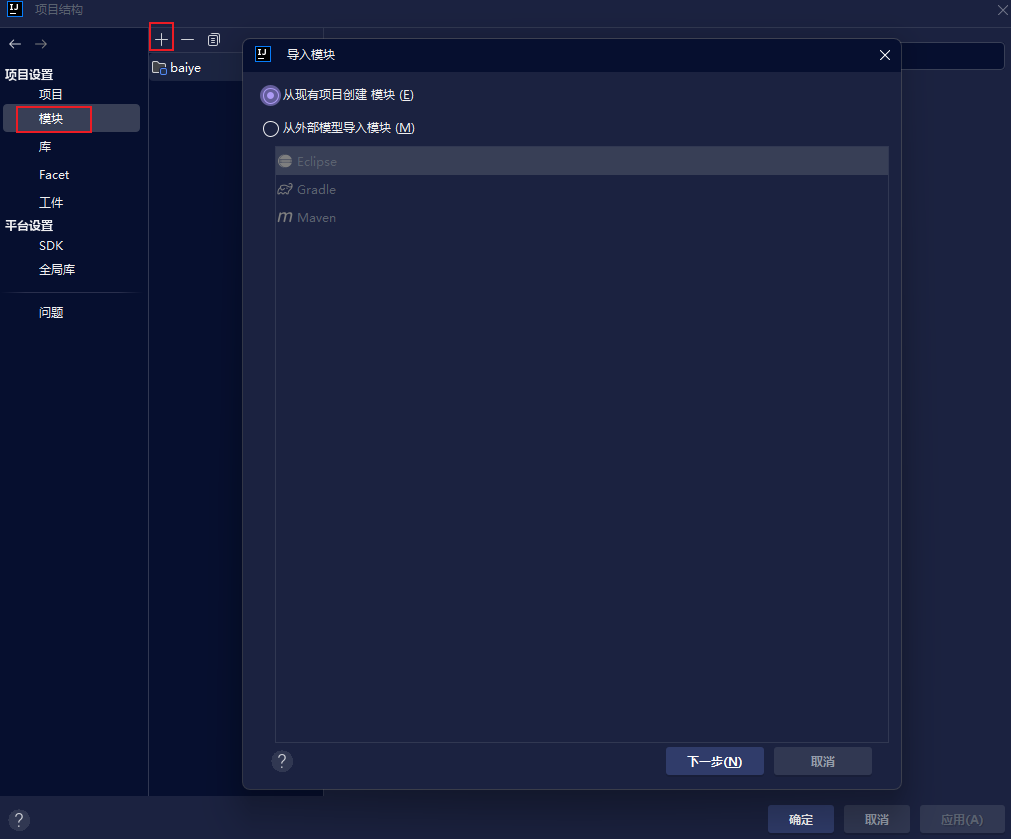 项目结构
项目设置
项目
模块
库
Facet
工件
平台设置
SDK
全局库
问题
baiye
导入模块
从现有项目创建 模块 (E)
从外部模型导入模块 (M)
Eclipse
Gradle
Maven
?
下一步(N)
取消
?
确定
取消
应用(A)